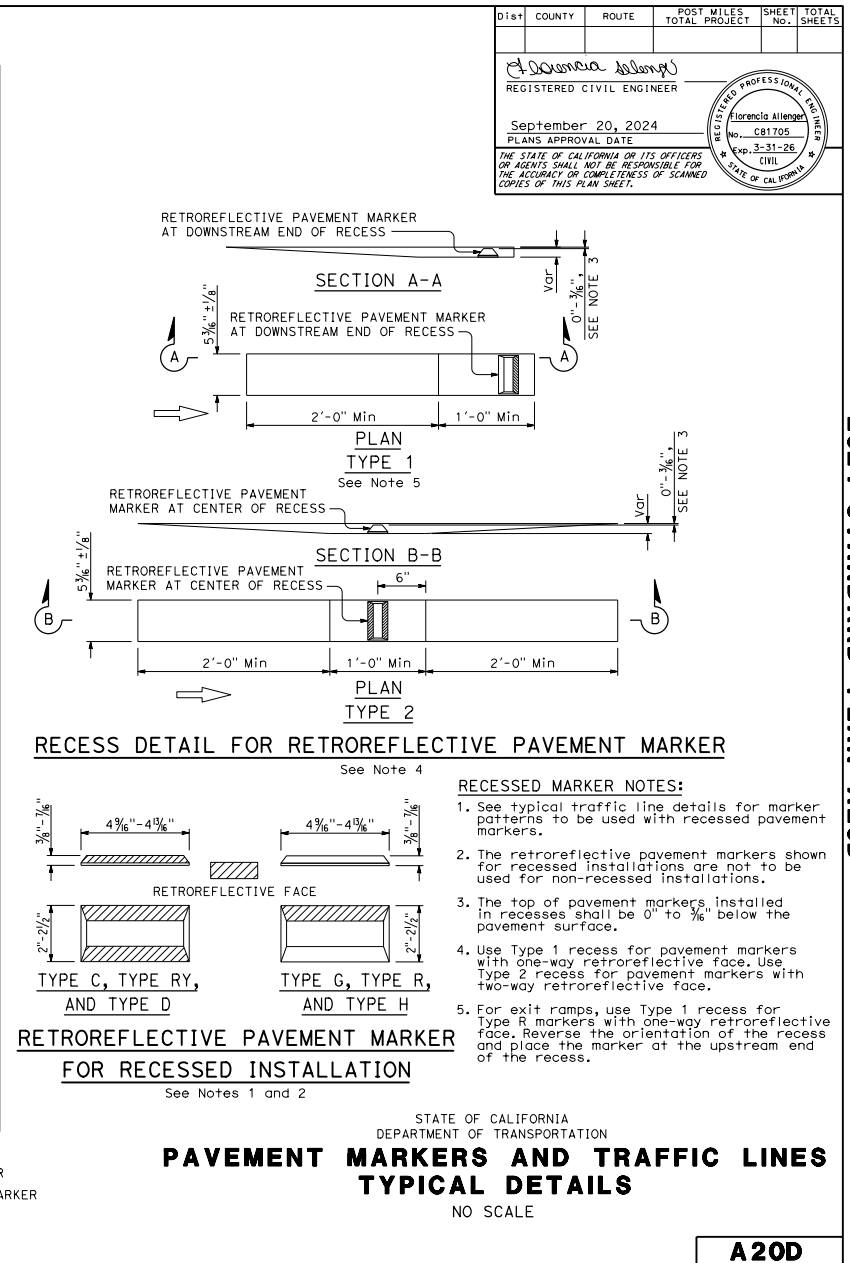 Dist COUNTY ROUTE POST MILES TOTAL PROJECT SHEET No. TOTAL SHEETS
REGISTERED CIVIL ENGINEER
September 20, 2024
PLANS APPROVAL DATE
THE STATE OF CALIFORNIA OR ITS OFFICERS
OR AGENTS SHALL NOT BE RESPONSIBLE FOR
THE ACCURACY OR COMPLETENESS OF SCANNED
COPIES OF THIS PLAN SHEET.
REGISTERED PROFESSIONAL ENGINEER
Florencia Allenger
No. C81705
Exp. 3-31-26
CIVIL
STATE OF CALIFORNIA
RETROREFLECTIVE PAVEMENT MARKER
AT DOWNSTREAM END OF RECESS
SECTION A-A
Var
0"-3/16",
SEE NOTE 3
5 3/16" ±1/8"
RETROREFLECTIVE PAVEMENT MARKER
AT DOWNSTREAM END OF RECESS
A
A
2'-0" Min
1'-0" Min
PLAN
TYPE 1
See Note 5
RETROREFLECTIVE PAVEMENT
MARKER AT CENTER OF RECESS
Var
0"-3/16",
SEE NOTE 3
SECTION B-B
5 3/16" ±1/8"
RETROREFLECTIVE PAVEMENT
MARKER AT CENTER OF RECESS
6"
B
B
2'-0" Min
1'-0" Min
2'-0" Min
PLAN
TYPE 2
RECESS DETAIL FOR RETROREFLECTIVE PAVEMENT MARKER
See Note 4
3/8"-7/16"
4 9/16"-4 13/16"
4 9/16"-4 13/16"
3/8"-7/16"
RETROREFLECTIVE FACE
2"-2 1/2"
2"-2 1/2"
TYPE C, TYPE RY,
AND TYPE D
TYPE G, TYPE R,
AND TYPE H
RETROREFLECTIVE PAVEMENT MARKER
FOR RECESSED INSTALLATION
See Notes 1 and 2
RECESSED MARKER NOTES:
1. See typical traffic line details for marker
patterns to be used with recessed pavement
markers.
2. The retroreflective pavement markers shown
for recessed installations are not to be
used for non-recessed installations.
3. The top of pavement markers installed
in recesses shall be 0" to 3/16" below the
pavement surface.
4. Use Type 1 recess for pavement markers
with one-way retroreflective face. Use
Type 2 recess for pavement markers with
two-way retroreflective face.
5. For exit ramps, use Type 1 recess for
Type R markers with one-way retroreflective
face. Reverse the orientation of the recess
and place the marker at the upstream end
of the recess.
STATE OF CALIFORNIA
DEPARTMENT OF TRANSPORTATION
PAVEMENT MARKERS AND TRAFFIC LINES
TYPICAL DETAILS
NO SCALE
A20D